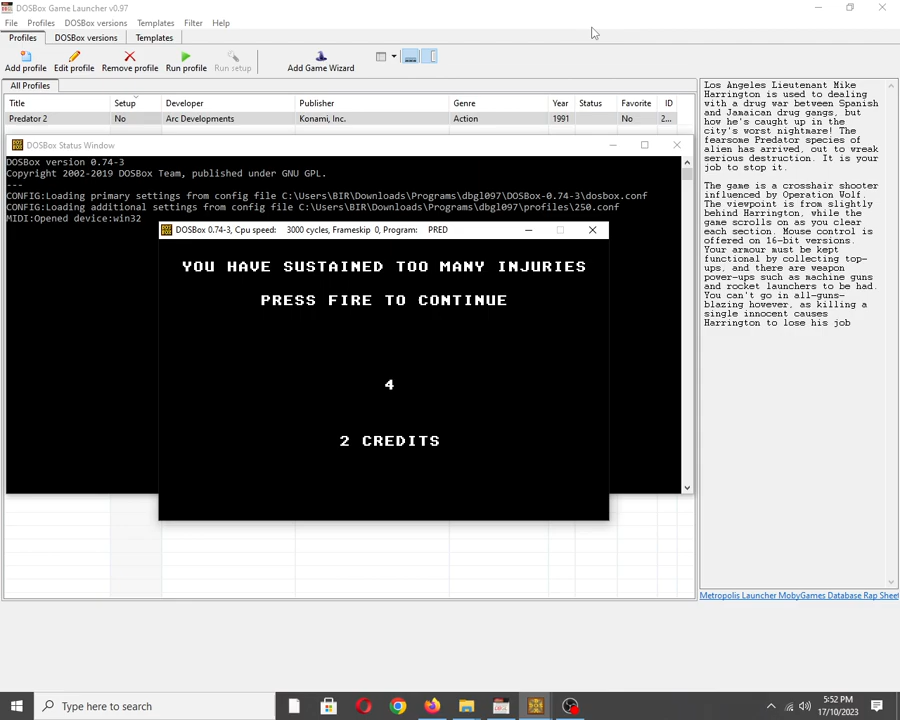 DOSBox Game Launcher v0.97
File Profiles DOSBox versions Templates Filter Help
Profiles DOSBox versions Templates
Add profile Edit profile Remove profile Run profile Run setup Add Game Wizard
All Profiles
Title Setup Developer Publisher Genre Year Status Favorite ID
Predator 2 No Arc Developments Konami, Inc. Action 1991 No 2...
DOSBox Status Window
DOSBox version 0.74-3
Copyright 2002-2019 DOSBox Team, published under GNU GPL.
---
CONFIG:Loading primary settings from config file C:\Users\BIR\Downloads\Programs\dbgl097\DOSBox-0.74-3\dosbox.conf
CONFIG:Loading additional settings from config file C:\Users\BIR\Downloads\Programs\dbgl097\profiles\250.conf
MIDI:Opened device:win32
DOSBox 0.74-3, Cpu speed: 3000 cycles, Frameskip 0, Program: PRED
YOU HAVE SUSTAINED TOO MANY INJURIES
PRESS FIRE TO CONTINUE
4
2 CREDITS
Los Angeles Lieutenant Mike
Harrington is used to dealing
with a drug war between Spanish
and Jamaican drug gangs, but
how he's caught up in the
city's worst nightmare! The
fearsome Predator species of
alien has arrived, out to wreak
serious destruction. It is your
job to stop it.
The game is a crosshair shooter
influenced by Operation Wolf.
The viewpoint is from slightly
behind Harrington, while the
game scrolls on as you clear
each section. Mouse control is
offered on 16-bit versions.
Your armour must be kept
functional by collecting top-
ups, and there are weapon
power-ups such as machine guns
and rocket launchers to be had.
You can't go in all-guns-
blazing however, as killing a
single innocent causes
Harrington to lose his job
Metropolis Launcher MobyGames Database Rap Sheet
Type here to search
5:52 PM
17/10/2023